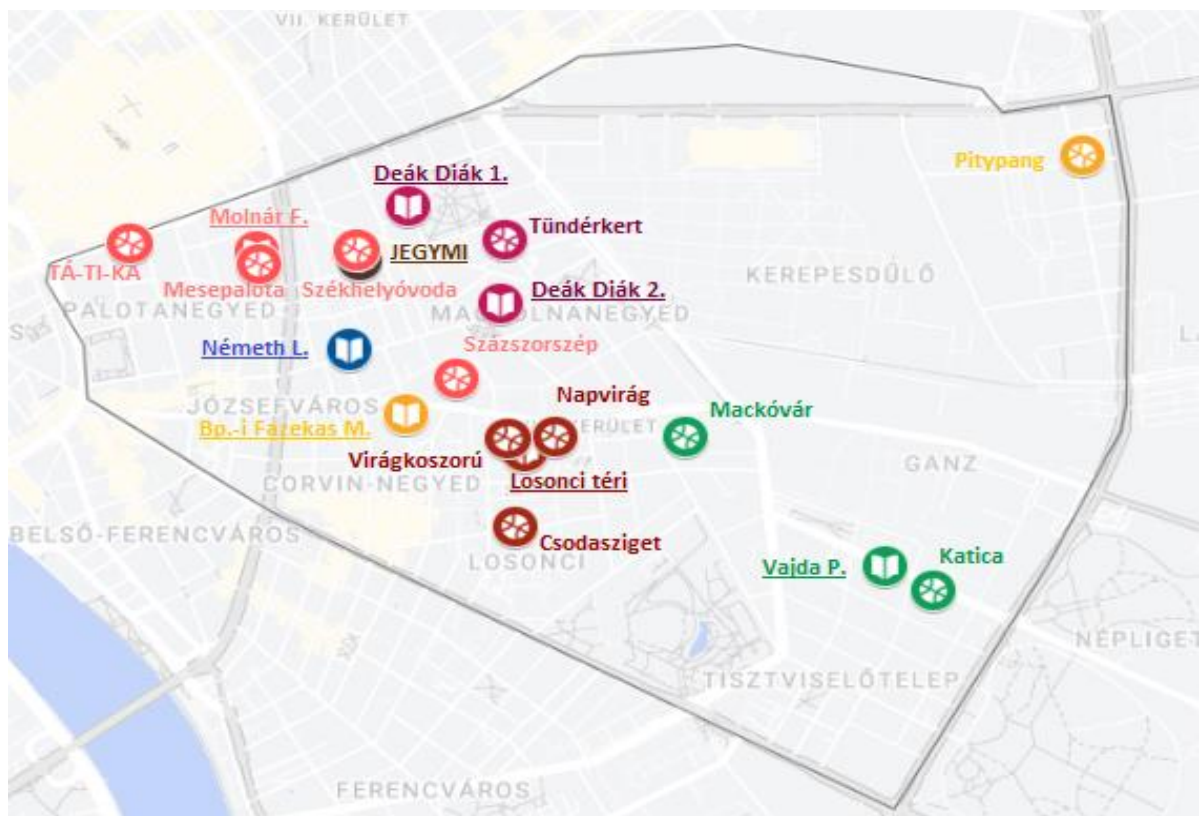 VII. KERÜLET
Deák Diák 1.
Pitypang
Molnár F.
Tündérkert
TÁ-TI-KA
JEGYMI
KEREPESDŰLŐ
Mesepalota
Székhelyóvoda
Deák Diák 2.
PALOTANEGYED
Németh L.
Százszorszép
JÓZSEFVÁROS
Napvirág
Mackóvár
Bp.-i Fazekas M.
KERÜLET
Virágkoszorú
GANZ
CORVIN-NEGYED
Losonci téri
BELSŐ-FERENCVÁROS
Csodasziget
LOSONCI
Vajda P.
Katica
NÉPLIGET
TISZTVISELŐTELEP
FERENCVÁROS